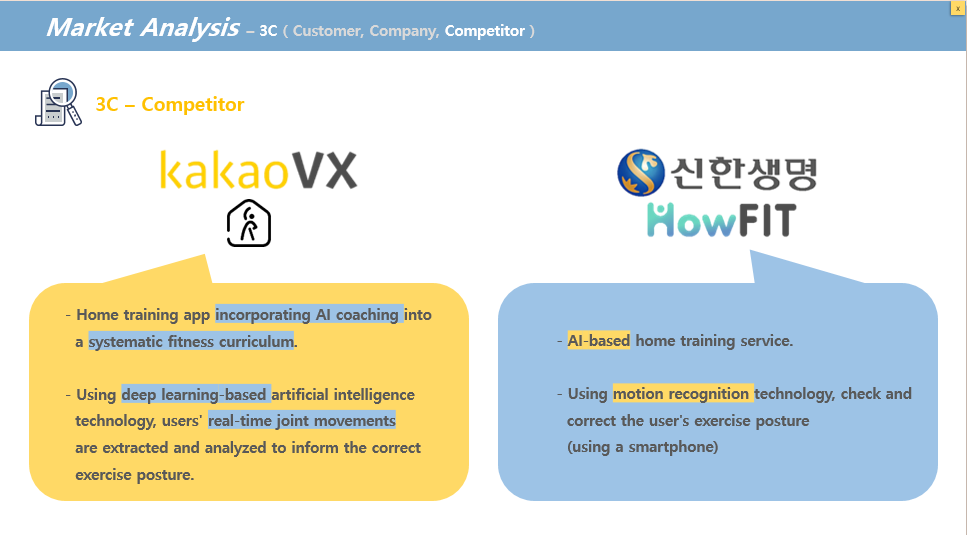 Market Analysis – 3C ( Customer, Company, Competitor )
x
3C – Competitor
kakaoVX
신한생명
HowFIT
- Home training app incorporating AI coaching into
a systematic fitness curriculum.
- Using deep learning-based artificial intelligence
technology, users' real-time joint movements
are extracted and analyzed to inform the correct
exercise posture.
- AI-based home training service.
- Using motion recognition technology, check and
correct the user's exercise posture
(using a smartphone)